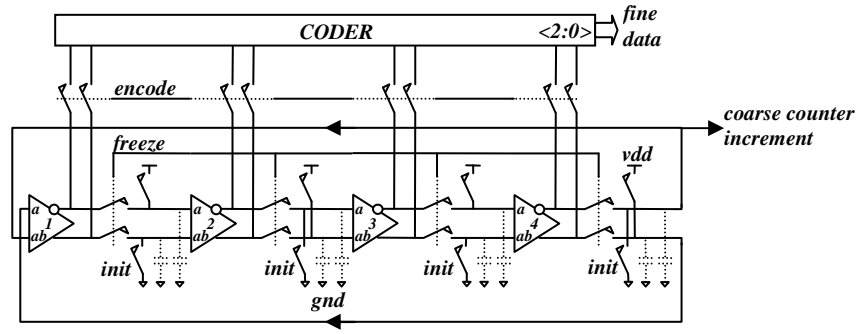 CODER <2:0>
fine
data
encode
coarse counter
increment
freeze
vdd
a 1 ab
a 2 ab
a 3 ab
a 4 ab
init init init init
gnd